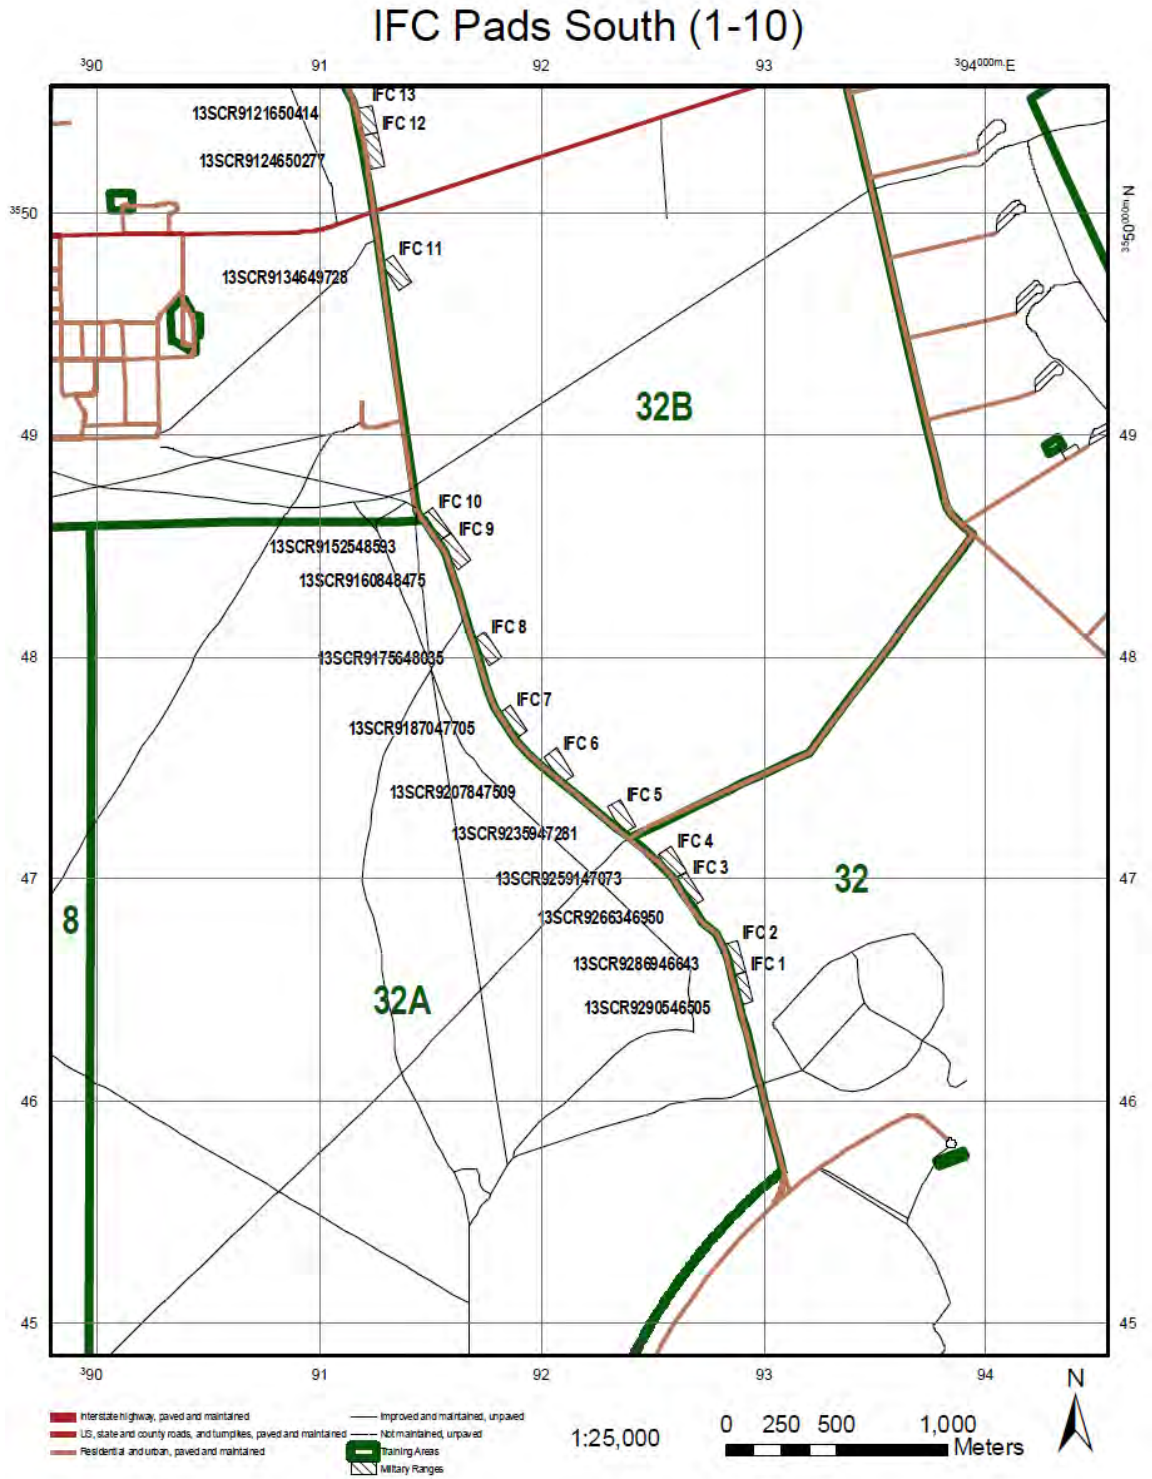 IFC Pads South (1-10)
³90 91 92 93 ³94⁰⁰⁰ᵐ·E
IFC 13
13SCR9121650414
IFC 12
13SCR9124650277
³⁵50
³⁵50⁰⁰⁰ᵐ·N
IFC 11
13SCR9134649728
32B
49 49
IFC 10
IFC 9
13SCR9152548593
13SCR9160848475
IFC 8
48 48
13SCR9175648035
IFC 7
13SCR9187047705
IFC 6
13SCR9207847509
IFC 5
13SCR9235947281
IFC 4
IFC 3
47 47
13SCR9259147073
32
8
13SCR9266346950
IFC 2
IFC 1
13SCR9286946643
32A
13SCR9290546505
46 46
45 45
³90 91 92 93 94
N
Interstate highway, paved and maintained
US, state and county roads, and turnpikes, paved and maintained
Residential and urban, paved and maintained
Improved and maintained, unpaved
Not maintained, unpaved
Training Areas
Military Ranges
1:25,000
0 250 500 1,000
Meters